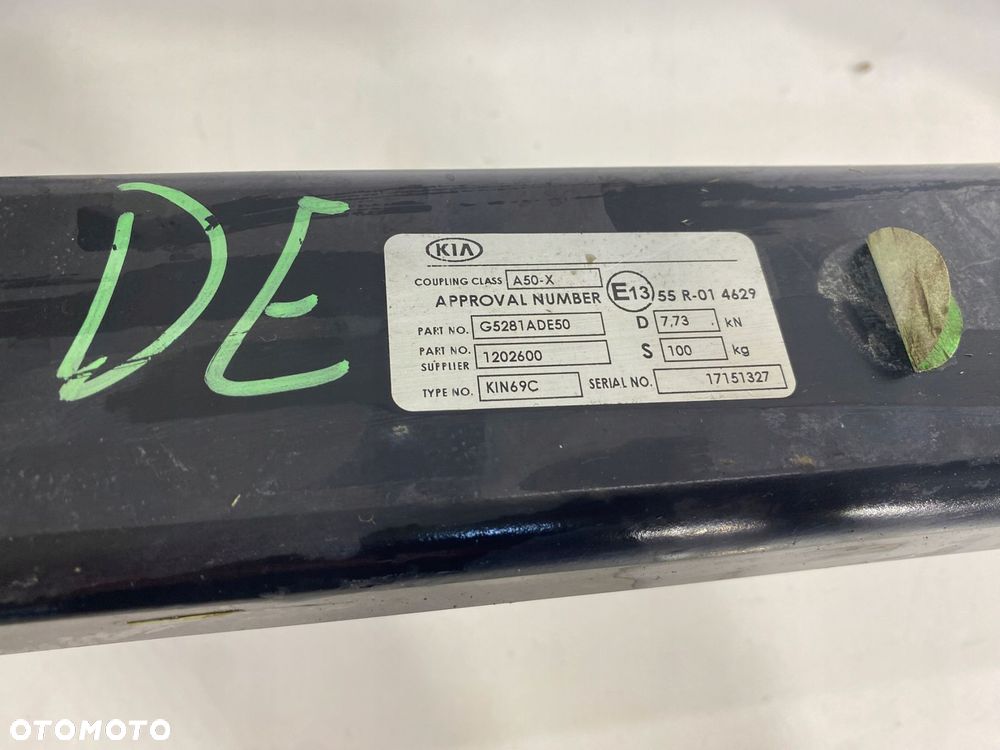 DE
KIA
COUPLING CLASS A50-X
APPROVAL NUMBER E13 55 R-01 4629
PART NO. G5281ADE50 D 7,73 kN
PART NO. SUPPLIER 1202600 S 100 kg
TYPE NO. KIN69C SERIAL NO. 17151327
OTOMOTO